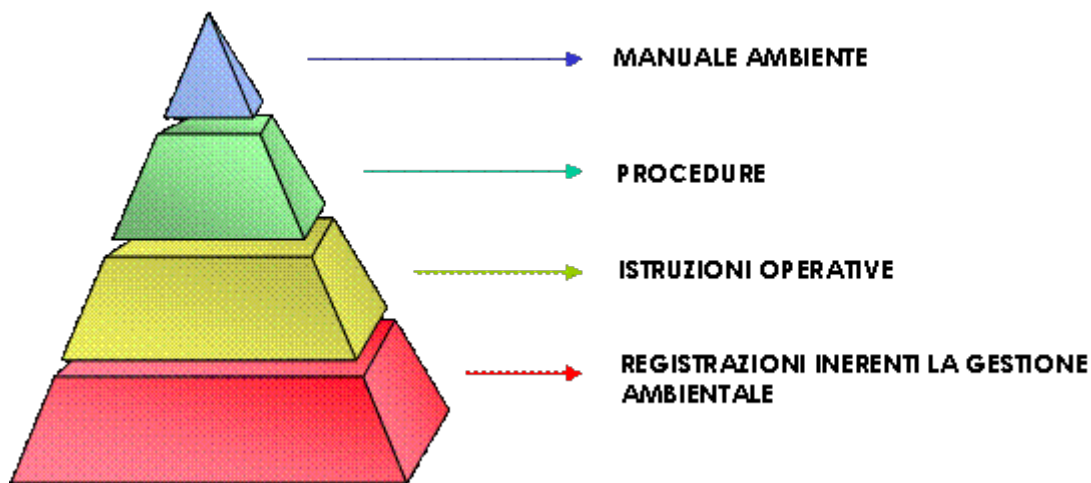 MANUALE AMBIENTE
PROCEDURE
ISTRUZIONI OPERATIVE
REGISTRAZIONI INERENTI LA GESTIONE
AMBIENTALE